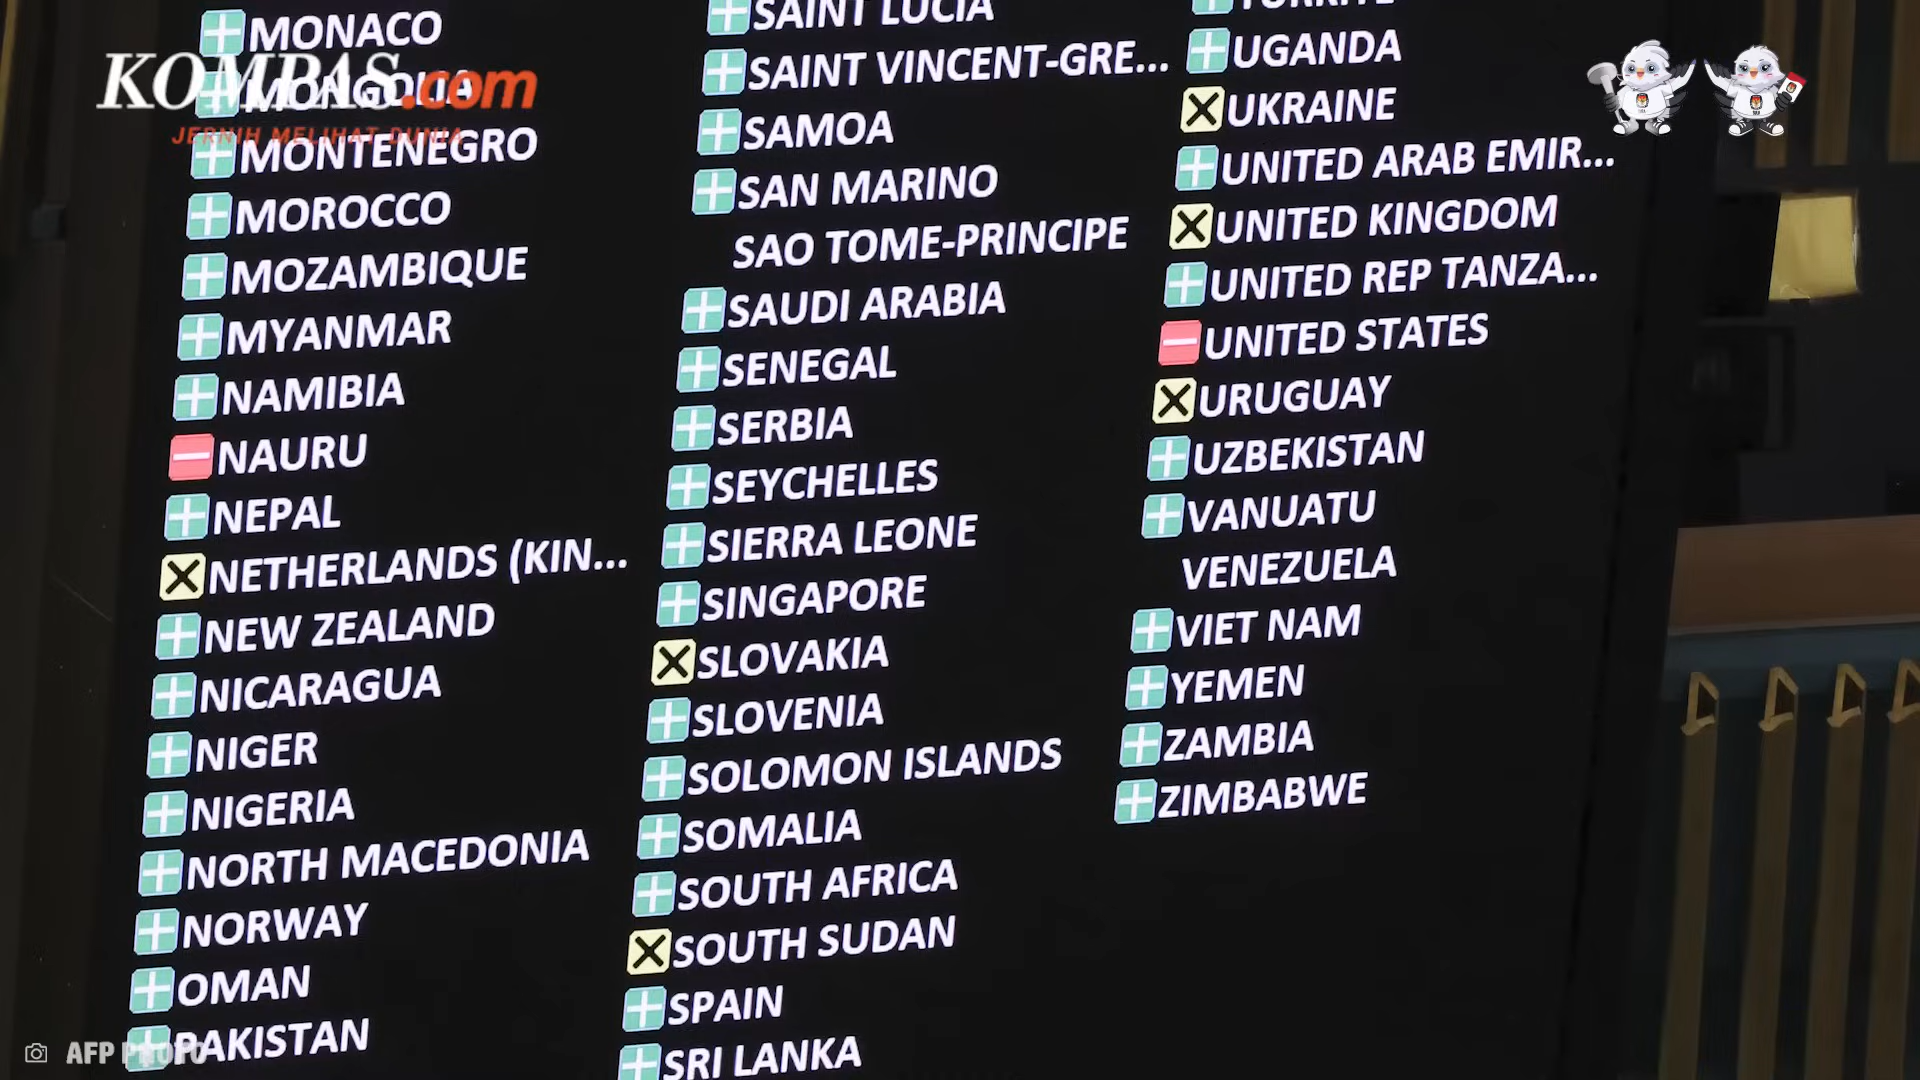 KOMPAS.com
JERNIH MELIHAT DUNIA
MONACO
MONGOLIA
MONTENEGRO
MOROCCO
MOZAMBIQUE
MYANMAR
NAMIBIA
NAURU
NEPAL
NETHERLANDS (KIN...
NEW ZEALAND
NICARAGUA
NIGER
NIGERIA
NORTH MACEDONIA
NORWAY
OMAN
PAKISTAN
SAINT LUCIA
SAINT VINCENT-GRE...
SAMOA
SAN MARINO
SAO TOME-PRINCIPE
SAUDI ARABIA
SENEGAL
SERBIA
SEYCHELLES
SIERRA LEONE
SINGAPORE
SLOVAKIA
SLOVENIA
SOLOMON ISLANDS
SOMALIA
SOUTH AFRICA
SOUTH SUDAN
SPAIN
SRI LANKA
TÜRKİYE
UGANDA
UKRAINE
UNITED ARAB EMIR...
UNITED KINGDOM
UNITED REP TANZA...
UNITED STATES
URUGUAY
UZBEKISTAN
VANUATU
VENEZUELA
VIET NAM
YEMEN
ZAMBIA
ZIMBABWE
AFP PHOTO